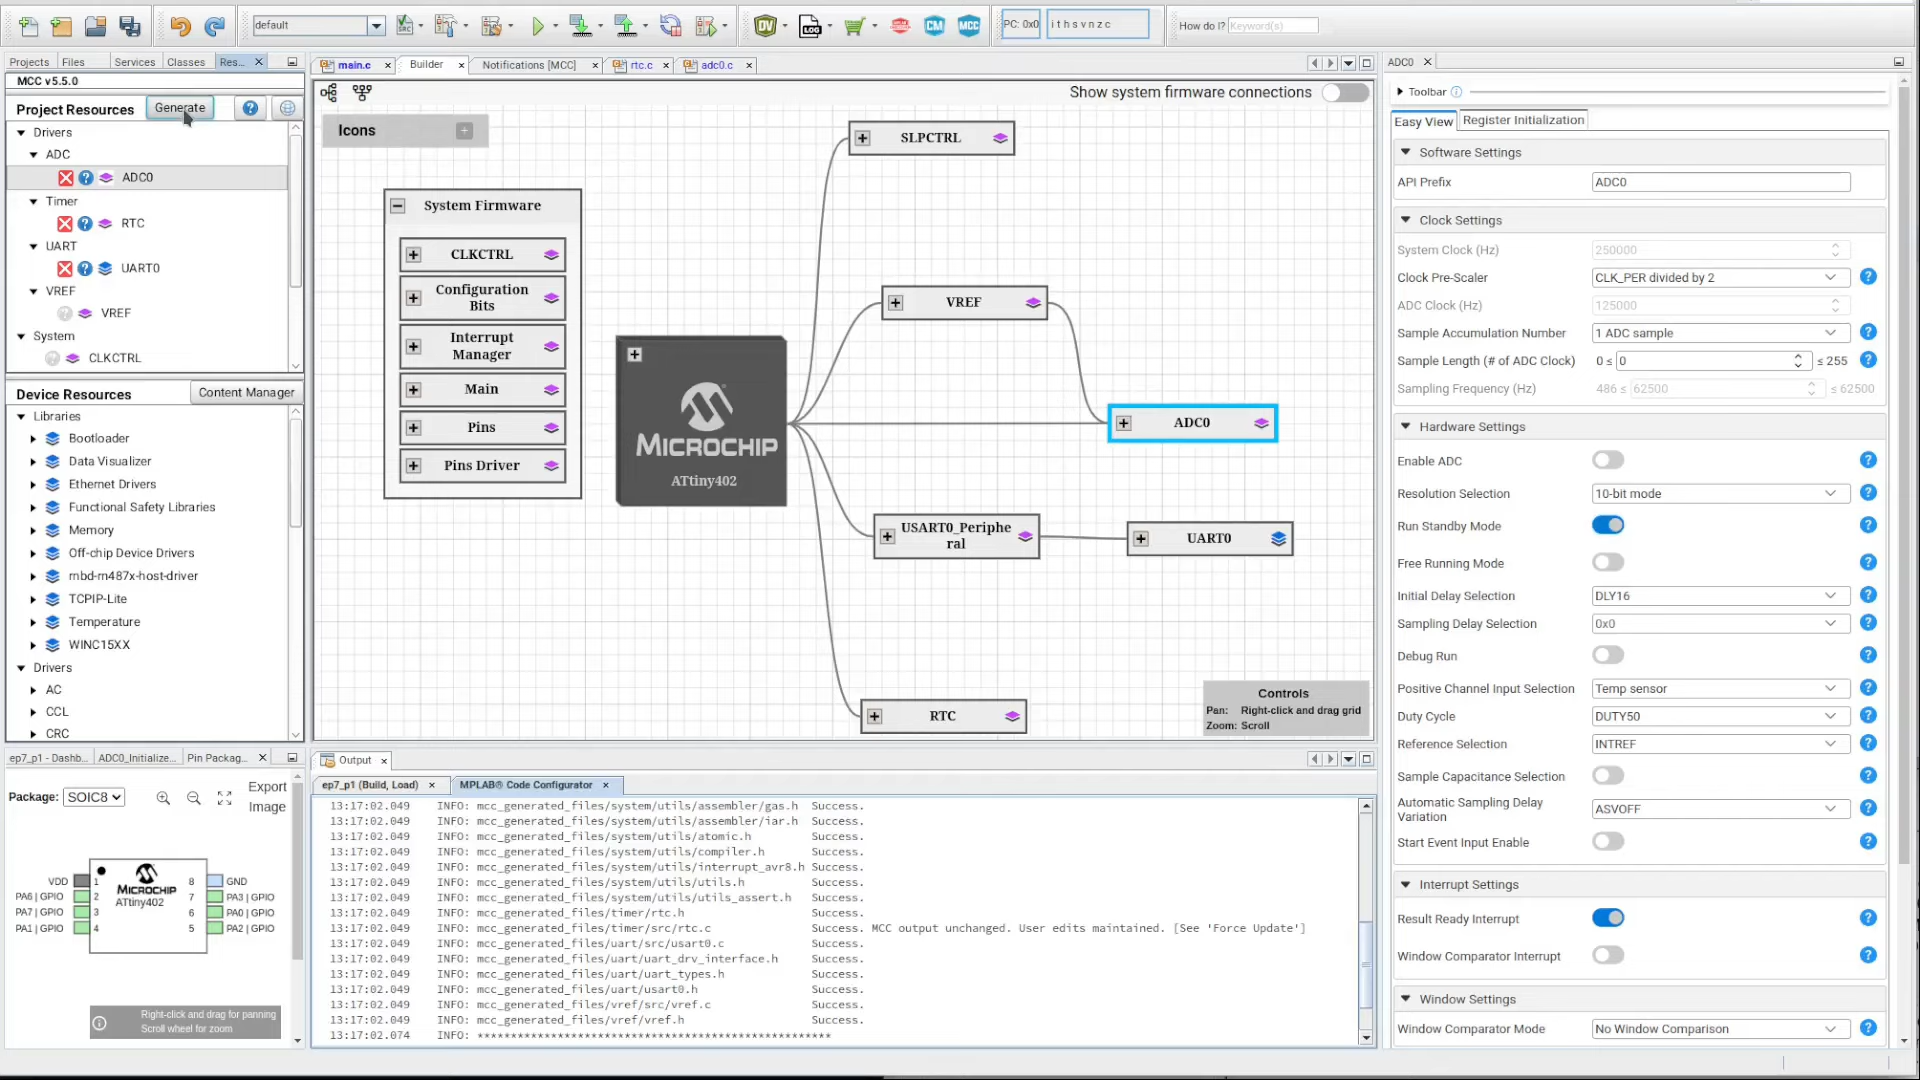 default
PC: 0x0
i t h s v n z c
How do I?
Keyword(s)
Projects
Files
Services
Classes
Res...
MCC v5.5.0
Project Resources
Generate
Drivers
ADC
ADC0
Timer
RTC
UART
UART0
VREF
VREF
System
CLKCTRL
Device Resources
Content Manager
Libraries
Bootloader
Data Visualizer
Ethernet Drivers
Functional Safety Libraries
Memory
Off-chip Device Drivers
mbd-m487x-host-driver
TCPIP-Lite
Temperature
WINC15XX
Drivers
AC
CCL
CRC
ep7_p1 - Dashb...
ADC0_Initialize...
Pin Packag...
Package:
SOIC8
Export
Image
VDD
1
8
GND
PA6 | GPIO
2
7
PA3 | GPIO
PA7 | GPIO
3
6
PA0 | GPIO
PA1 | GPIO
4
5
PA2 | GPIO
MICROCHIP
ATtiny402
Right-click and drag for panning
Scroll wheel for zoom
main.c
Builder
Notifications [MCC]
rtc.c
adc0.c
Show system firmware connections
Icons
System Firmware
CLKCTRL
Configuration
Bits
Interrupt
Manager
Main
Pins
Pins Driver
MICROCHIP
ATtiny402
SLPCTRL
VREF
ADC0
USART0_Periphe
ral
UART0
RTC
Controls
Pan: Right-click and drag grid
Zoom: Scroll
Output
ep7_p1 (Build, Load)
MPLAB® Code Configurator
13:17:02.049 INFO: mcc_generated_files/system/utils/assembler/gas.h Success.
13:17:02.049 INFO: mcc_generated_files/system/utils/assembler/iar.h Success.
13:17:02.049 INFO: mcc_generated_files/system/utils/atomic.h Success.
13:17:02.049 INFO: mcc_generated_files/system/utils/compiler.h Success.
13:17:02.049 INFO: mcc_generated_files/system/utils/interrupt_avr8.h Success.
13:17:02.049 INFO: mcc_generated_files/system/utils/utils.h Success.
13:17:02.049 INFO: mcc_generated_files/system/utils/utils_assert.h Success.
13:17:02.049 INFO: mcc_generated_files/timer/rtc.h Success.
13:17:02.049 INFO: mcc_generated_files/timer/src/rtc.c Success. MCC output unchanged. User edits maintained. [See 'Force Update']
13:17:02.049 INFO: mcc_generated_files/uart/src/usart0.c Success.
13:17:02.049 INFO: mcc_generated_files/uart/uart_drv_interface.h Success.
13:17:02.049 INFO: mcc_generated_files/uart/uart_types.h Success.
13:17:02.049 INFO: mcc_generated_files/uart/usart0.h Success.
13:17:02.049 INFO: mcc_generated_files/vref/src/vref.c Success.
13:17:02.049 INFO: mcc_generated_files/vref/vref.h Success.
13:17:02.074 INFO: *****************************************************
ADC0
Toolbar
Easy View
Register Initialization
Software Settings
API Prefix ADC0
Clock Settings
System Clock (Hz) 250000
Clock Pre-Scaler CLK_PER divided by 2
ADC Clock (Hz) 125000
Sample Accumulation Number 1 ADC sample
Sample Length (# of ADC Clock) 0 ≤ 0 ≤ 255
Sampling Frequency (Hz) 486 ≤ 62500 ≤ 62500
Hardware Settings
Enable ADC
Resolution Selection 10-bit mode
Run Standby Mode
Free Running Mode
Initial Delay Selection DLY16
Sampling Delay Selection 0x0
Debug Run
Positive Channel Input Selection Temp sensor
Duty Cycle DUTY50
Reference Selection INTREF
Sample Capacitance Selection
Automatic Sampling Delay
Variation ASVOFF
Start Event Input Enable
Interrupt Settings
Result Ready Interrupt
Window Comparator Interrupt
Window Settings
Window Comparator Mode No Window Comparison